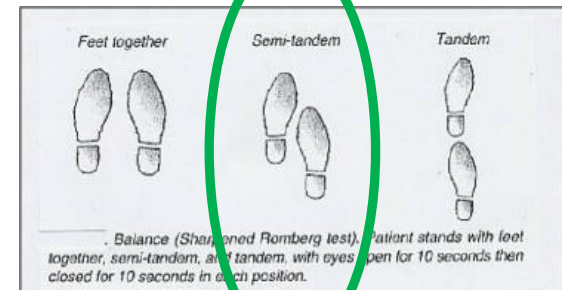 Feet together Semi-tandem Tandem
. Balance (Sharpened Romberg test). Patient stands with feet
together, semi-tandem, and tandem, with eyes open for 10 seconds then
closed for 10 seconds in each position.